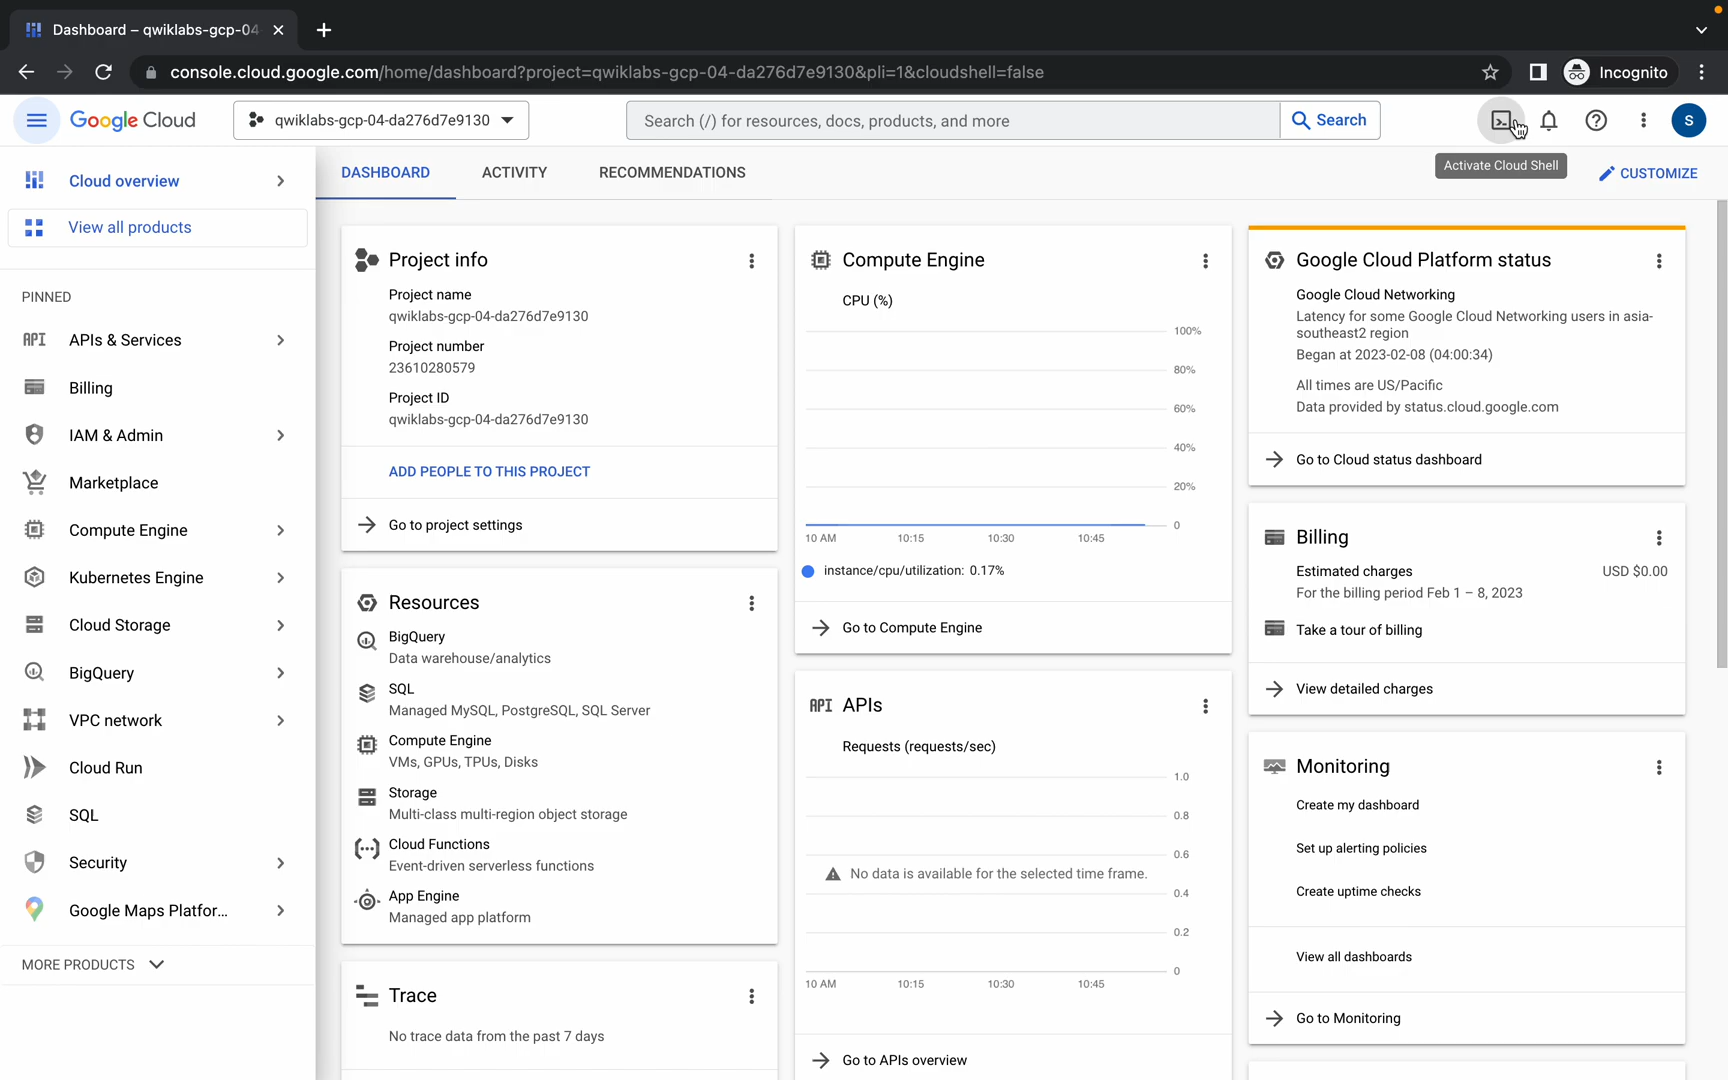 Dashboard – qwiklabs-gcp-04
console.cloud.google.com/home/dashboard?project=qwiklabs-gcp-04-da276d7e9130&pli=1&cloudshell=false
Incognito
Google Cloud
qwiklabs-gcp-04-da276d7e9130
Search (/) for resources, docs, products, and more
Search
S
Activate Cloud Shell
Cloud overview
View all products
PINNED
API APIs & Services
Billing
IAM & Admin
Marketplace
Compute Engine
Kubernetes Engine
Cloud Storage
BigQuery
VPC network
Cloud Run
SQL
Security
Google Maps Platfor...
MORE PRODUCTS
DASHBOARD
ACTIVITY
RECOMMENDATIONS
CUSTOMIZE
Project info
Project name
qwiklabs-gcp-04-da276d7e9130
Project number
23610280579
Project ID
qwiklabs-gcp-04-da276d7e9130
ADD PEOPLE TO THIS PROJECT
Go to project settings
Resources
BigQuery
Data warehouse/analytics
SQL
Managed MySQL, PostgreSQL, SQL Server
Compute Engine
VMs, GPUs, TPUs, Disks
Storage
Multi-class multi-region object storage
Cloud Functions
Event-driven serverless functions
App Engine
Managed app platform
Trace
No trace data from the past 7 days
Compute Engine
CPU (%)
100%
80%
60%
40%
20%
0
10 AM 10:15 10:30 10:45
instance/cpu/utilization: 0.17%
Go to Compute Engine
API APIs
Requests (requests/sec)
1.0
0.8
0.6
No data is available for the selected time frame.
0.4
0.2
0
10 AM 10:15 10:30 10:45
Go to APIs overview
Google Cloud Platform status
Google Cloud Networking
Latency for some Google Cloud Networking users in asia-
southeast2 region
Began at 2023-02-08 (04:00:34)
All times are US/Pacific
Data provided by status.cloud.google.com
Go to Cloud status dashboard
Billing
Estimated charges USD $0.00
For the billing period Feb 1 – 8, 2023
Take a tour of billing
View detailed charges
Monitoring
Create my dashboard
Set up alerting policies
Create uptime checks
View all dashboards
Go to Monitoring